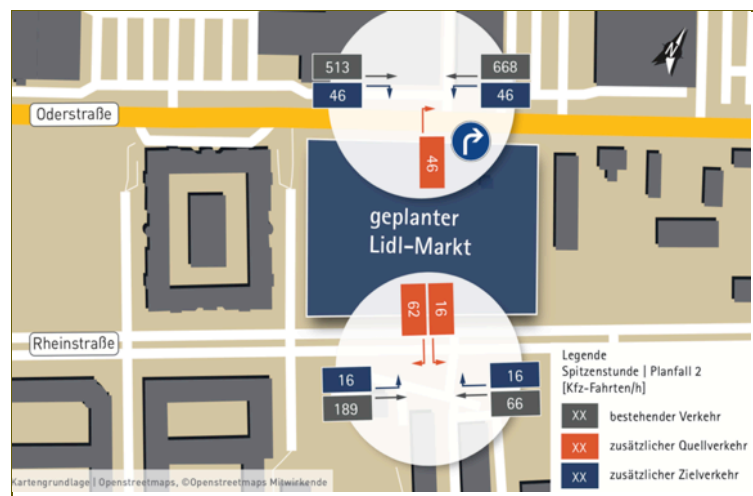 513
668
46
46
Oderstraße
46
geplanter
Lidl-Markt
62
16
Rheinstraße
16
16
189
66
Legende
Spitzenstunde | Planfall 2
[Kfz-Fahrten/h]
XX bestehender Verkehr
XX zusätzlicher Quellverkehr
XX zusätzlicher Zielverkehr
Kartengrundlage | Openstreetmaps, ©Openstreetmaps Mitwirkende
N